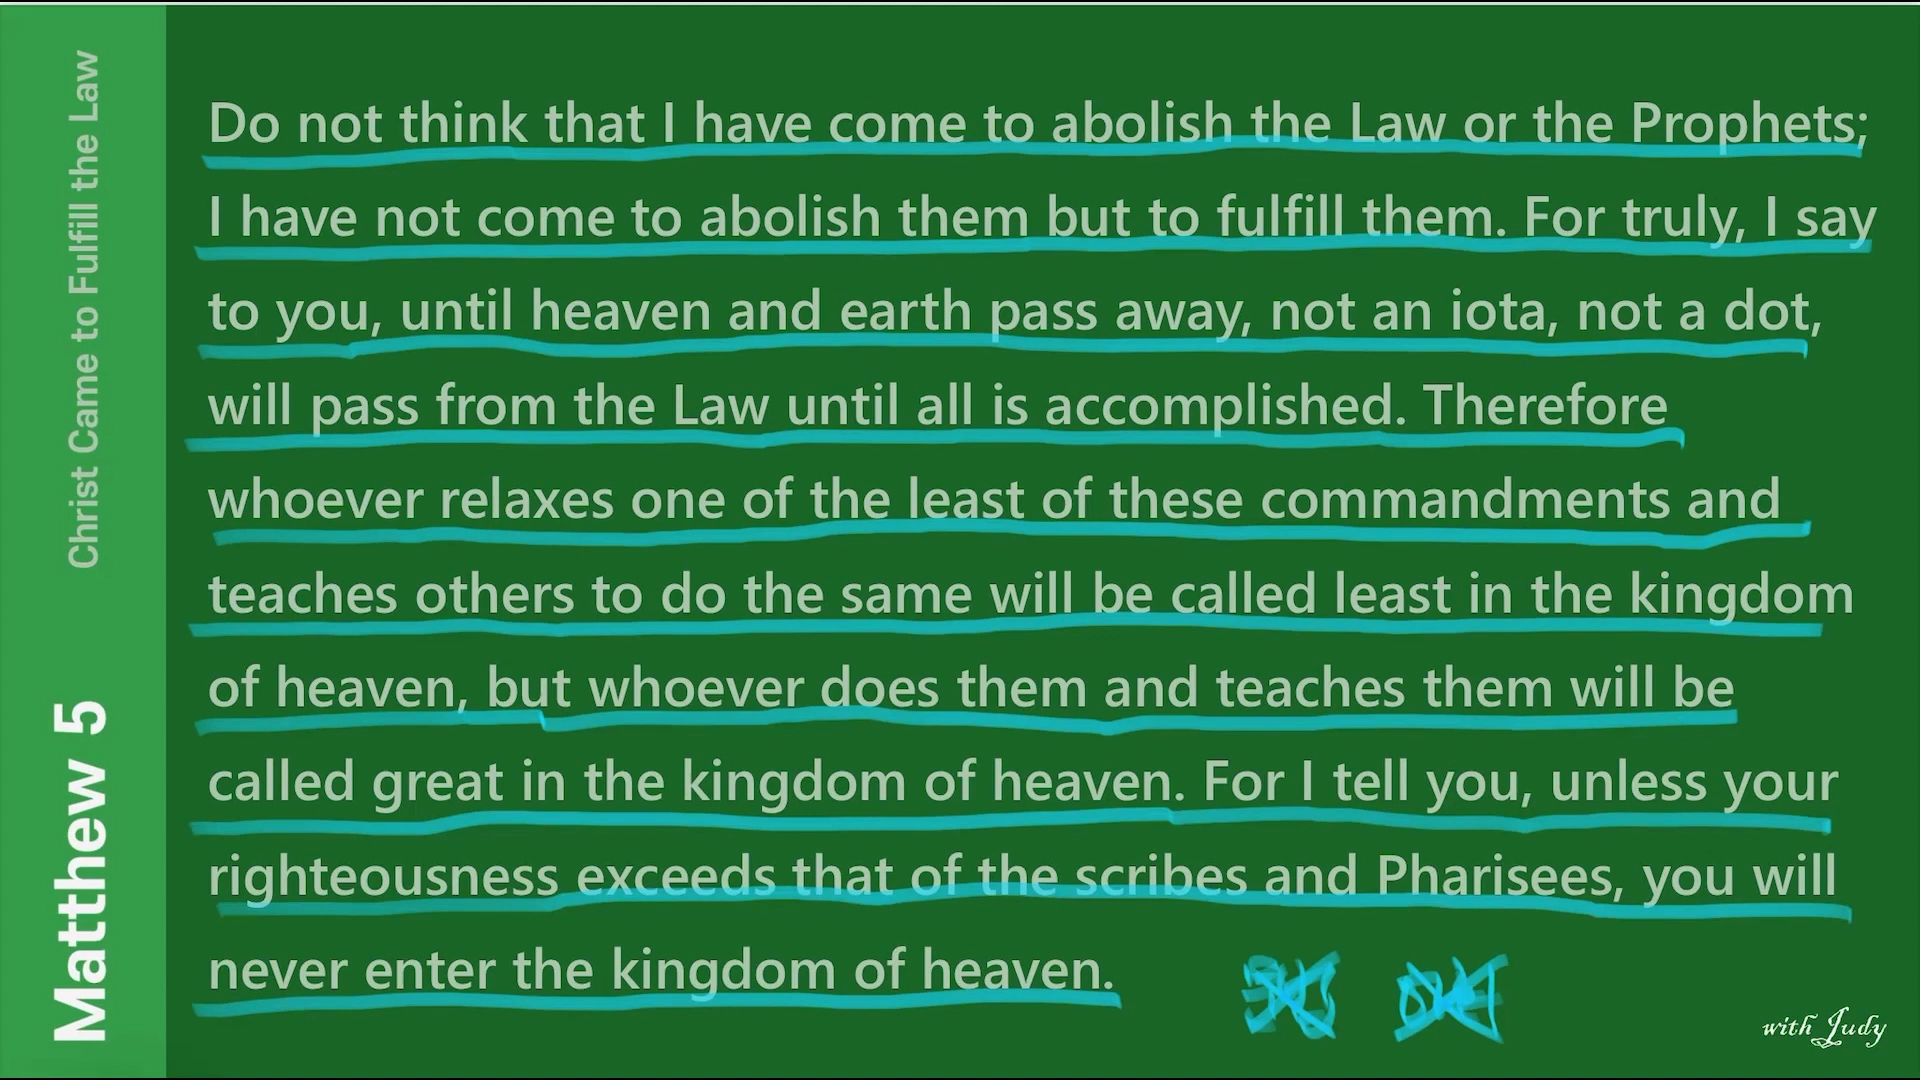 Christ Came to Fulfill the Law
Matthew 5
Do not think that I have come to abolish the Law or the Prophets;
I have not come to abolish them but to fulfill them. For truly, I say
to you, until heaven and earth pass away, not an iota, not a dot,
will pass from the Law until all is accomplished. Therefore
whoever relaxes one of the least of these commandments and
teaches others to do the same will be called least in the kingdom
of heaven, but whoever does them and teaches them will be
called great in the kingdom of heaven. For I tell you, unless your
righteousness exceeds that of the scribes and Pharisees, you will
never enter the kingdom of heaven.
with Judy